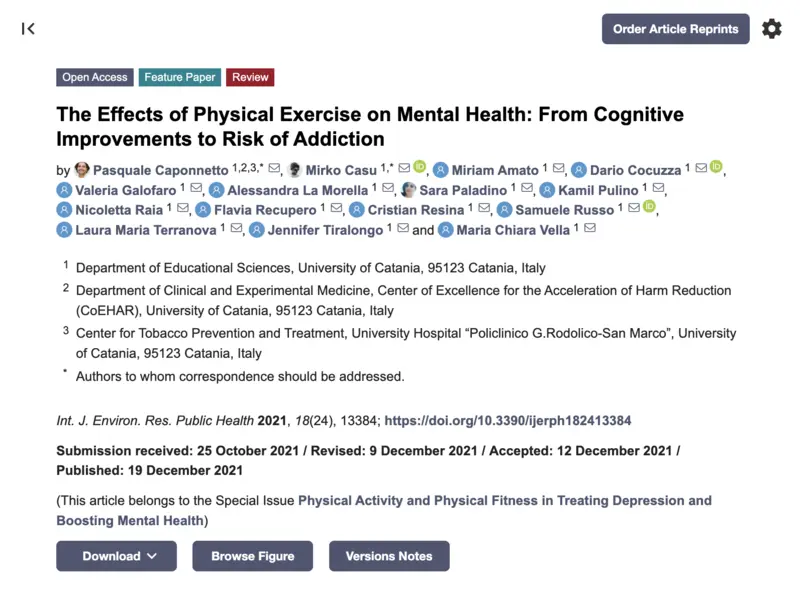 Order Article Reprints
Open Access Feature Paper Review
The Effects of Physical Exercise on Mental Health: From Cognitive
Improvements to Risk of Addiction
by Pasquale Caponnetto 1,2,3,*, Mirko Casu 1,*, Miriam Amato 1, Dario Cocuzza 1,
Valeria Galofaro 1, Alessandra La Morella 1, Sara Paladino 1, Kamil Pulino 1,
Nicoletta Raia 1, Flavia Recupero 1, Cristian Resina 1, Samuele Russo 1,
Laura Maria Terranova 1, Jennifer Tiralongo 1 and Maria Chiara Vella 1
1 Department of Educational Sciences, University of Catania, 95123 Catania, Italy
2 Department of Clinical and Experimental Medicine, Center of Excellence for the Acceleration of Harm Reduction
(CoEHAR), University of Catania, 95123 Catania, Italy
3 Center for Tobacco Prevention and Treatment, University Hospital “Policlinico G.Rodolico-San Marco”, University
of Catania, 95123 Catania, Italy
* Authors to whom correspondence should be addressed.
Int. J. Environ. Res. Public Health 2021, 18(24), 13384; https://doi.org/10.3390/ijerph182413384
Submission received: 25 October 2021 / Revised: 9 December 2021 / Accepted: 12 December 2021 /
Published: 19 December 2021
(This article belongs to the Special Issue Physical Activity and Physical Fitness in Treating Depression and
Boosting Mental Health)
Download Browse Figure Versions Notes